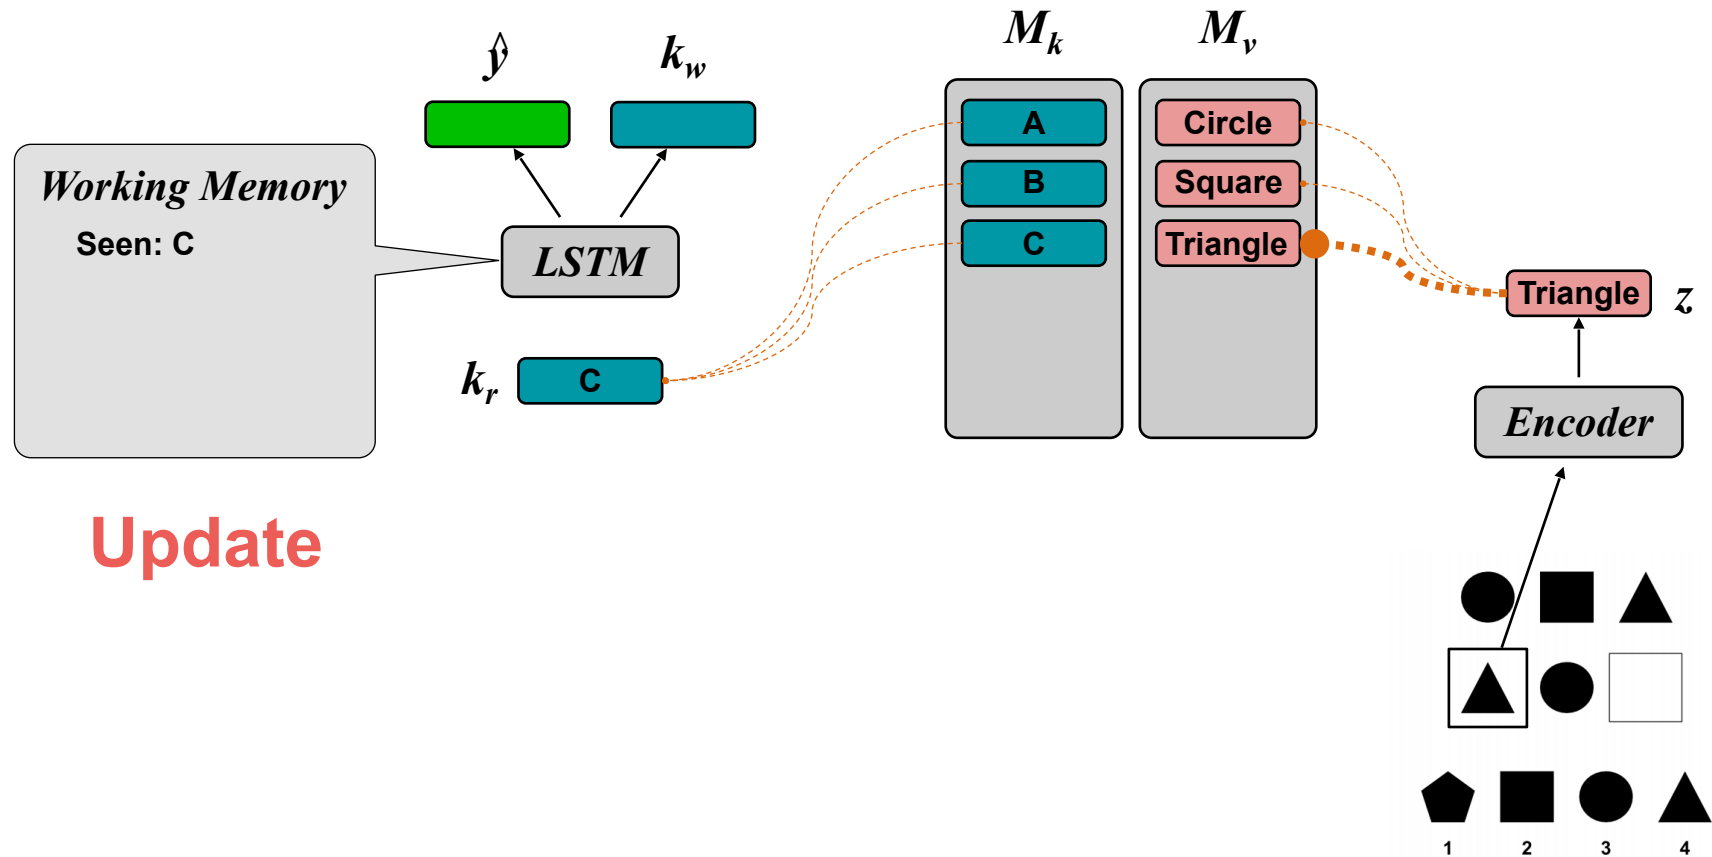 ŷ
k_w
M_k
M_v
Working Memory
Seen: C
LSTM
A
B
C
Circle
Square
Triangle
Triangle
z
k_r
C
Encoder
Update
1 2 3 4